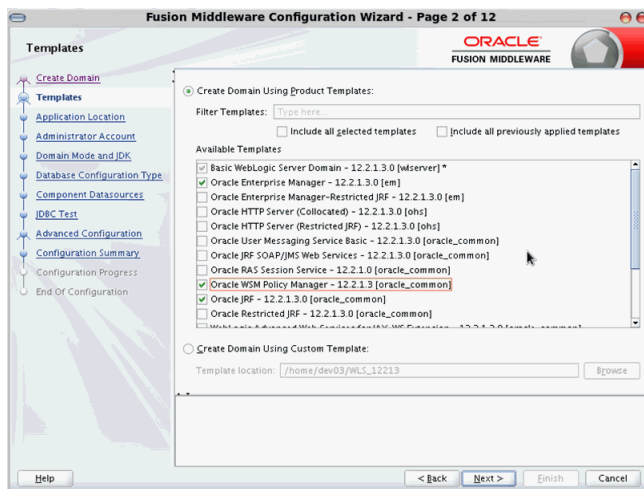 Fusion Middleware Configuration Wizard - Page 2 of 12
Templates
ORACLE
FUSION MIDDLEWARE
Create Domain
Templates
Application Location
Administrator Account
Domain Mode and JDK
Database Configuration Type
Component Datasources
JDBC Test
Advanced Configuration
Configuration Summary
Configuration Progress
End Of Configuration
Create Domain Using Product Templates:
Filter Templates: Type here...
Include all selected templates Include all previously applied templates
Available Templates
Basic WebLogic Server Domain - 12.2.1.3.0 [wlserver] *
Oracle Enterprise Manager - 12.2.1.3.0 [em]
Oracle Enterprise Manager-Restricted JRF - 12.2.1.3.0 [em]
Oracle HTTP Server (Collocated) - 12.2.1.3.0 [ohs]
Oracle HTTP Server (Restricted JRF) - 12.2.1.3.0 [ohs]
Oracle User Messaging Service Basic - 12.2.1.3.0 [oracle_common]
Oracle JRF SOAP/JMS Web Services - 12.2.1.3.0 [oracle_common]
Oracle RAS Session Service - 12.2.1.0 [oracle_common]
Oracle WSM Policy Manager - 12.2.1.3 [oracle_common]
Oracle JRF - 12.2.1.3.0 [oracle_common]
Oracle Restricted JRF - 12.2.1.3.0 [oracle_common]
Create Domain Using Custom Template:
Template location: /home/dev03/WLS_12213 Browse
Help < Back Next > Finish Cancel